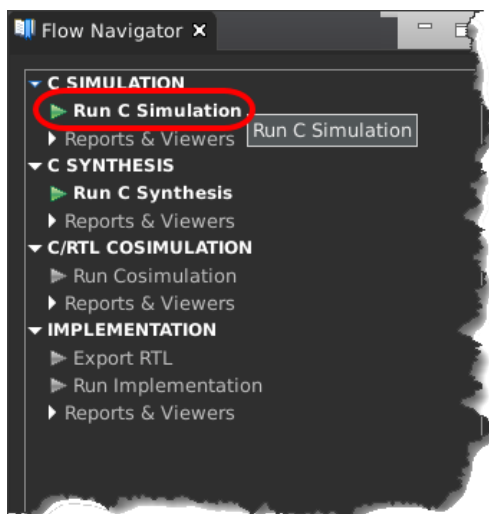 Flow Navigator
C SIMULATION
Run C Simulation
Reports & Viewers
Run C Simulation
C SYNTHESIS
Run C Synthesis
Reports & Viewers
C/RTL COSIMULATION
Run Cosimulation
Reports & Viewers
IMPLEMENTATION
Export RTL
Run Implementation
Reports & Viewers